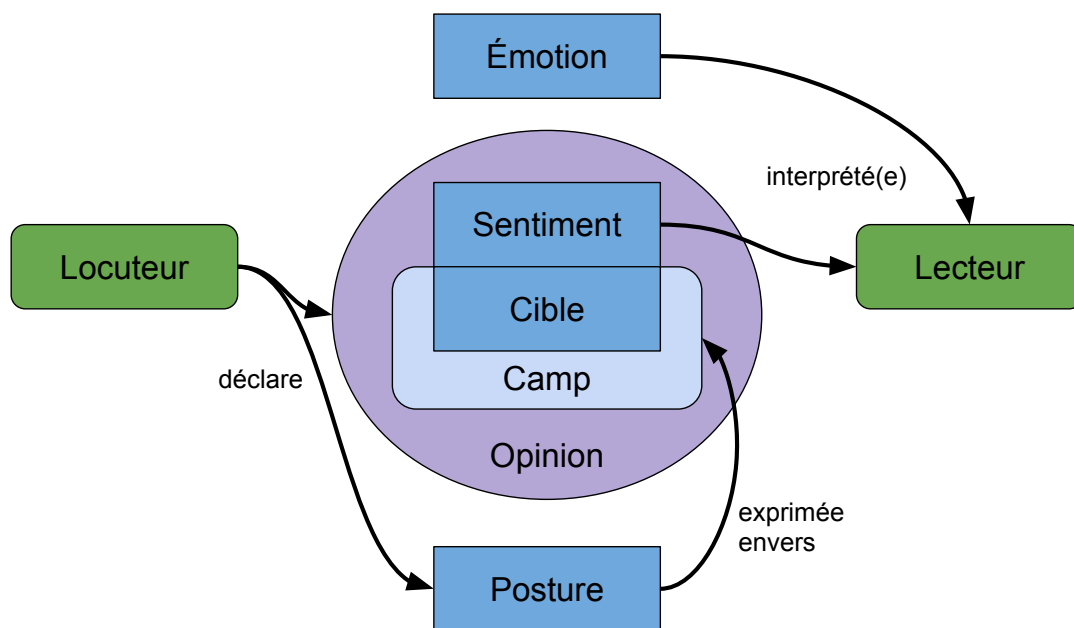 Émotion
interprété(e)
Sentiment
Locuteur
Lecteur
Cible
déclare
Camp
Opinion
exprimée
envers
Posture